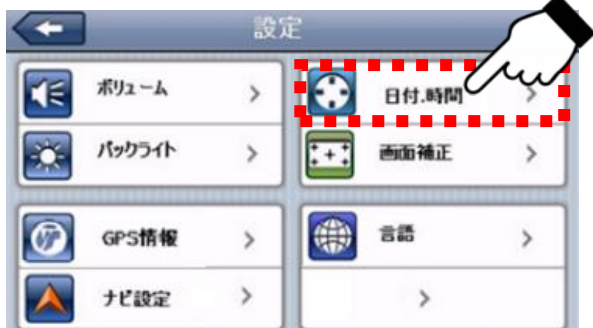 設定
ボリューム
日付.時間
バックライト
画面補正
GPS情報
言語
ナビ設定